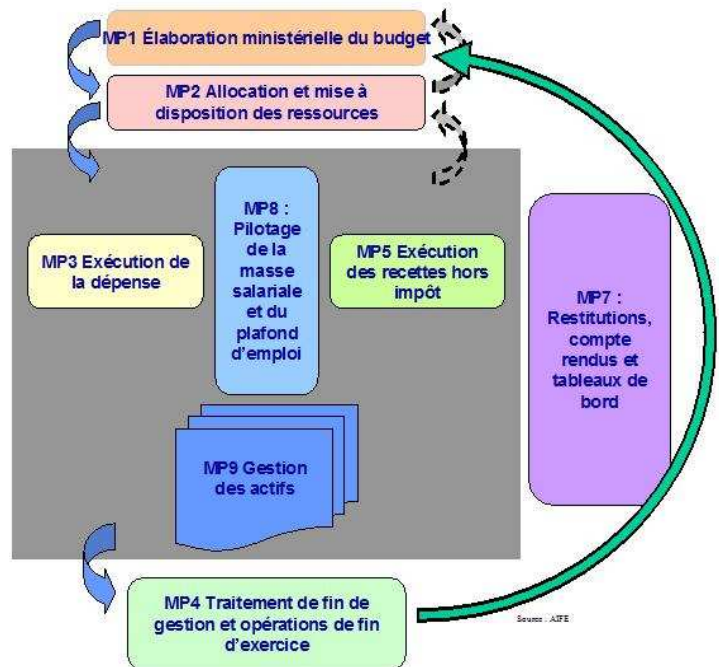 MP1 Élaboration ministérielle du budget
MP2 Allocation et mise à
disposition des ressources
MP8 :
Pilotage
de la
masse
salariale
et du
plafond
d'emploi
MP3 Exécution de
la dépense
MP5 Exécution
des recettes hors
impôt
MP7 :
Restitutions,
compte
rendus et
tableaux de
bord
MP9 Gestion
des actifs
MP4 Traitement de fin de
gestion et opérations de fin
d'exercice
Source : AIFE